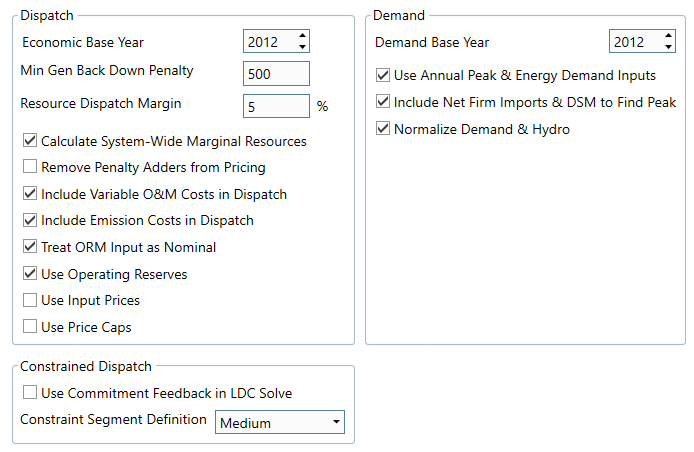 Dispatch
Economic Base Year 2012
Min Gen Back Down Penalty 500
Resource Dispatch Margin 5 %
Calculate System-Wide Marginal Resources
Remove Penalty Adders from Pricing
Include Variable O&M Costs in Dispatch
Include Emission Costs in Dispatch
Treat ORM Input as Nominal
Use Operating Reserves
Use Input Prices
Use Price Caps
Demand
Demand Base Year 2012
Use Annual Peak & Energy Demand Inputs
Include Net Firm Imports & DSM to Find Peak
Normalize Demand & Hydro
Constrained Dispatch
Use Commitment Feedback in LDC Solve
Constraint Segment Definition Medium